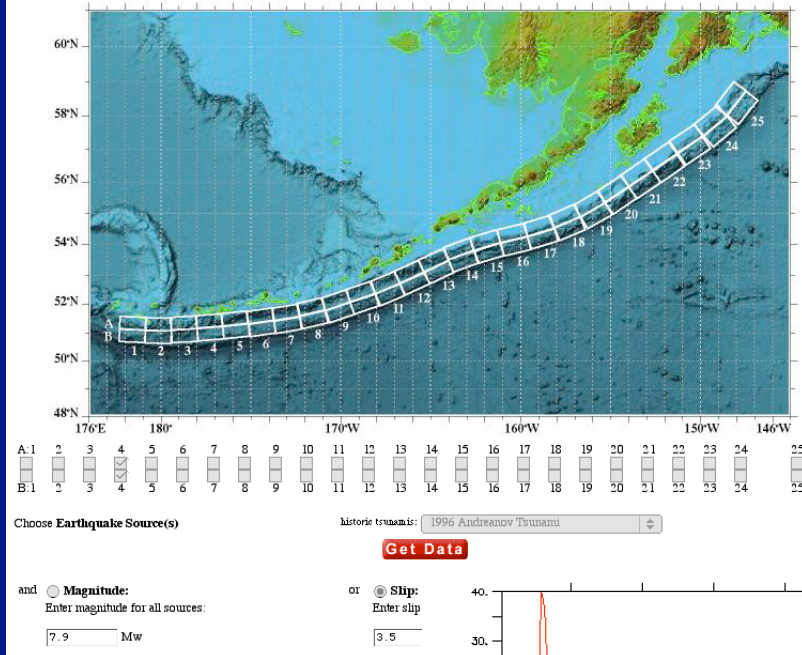 60°N
58°N
56°N
54°N
52°N
50°N
48°N
A
B
1 2 3 4 5 6 7 8 9 10 11 12 13 14 15 16 17 18 19 20 21 22 23 24 25
176°E 180° 170°W 160°W 150°W 146°W
A:1 2 3 4 5 6 7 8 9 10 11 12 13 14 15 16 17 18 19 20 21 22 23 24 25
B:1 2 3 4 5 6 7 8 9 10 11 12 13 14 15 16 17 18 19 20 21 22 23 24 25
Choose Earthquake Source(s) historic tsunamis: 1996 Andreanov Tsunami
Get Data
and Magnitude: or Slip:
Enter magnitude for all sources: Enter slip
7.9 Mw 3.5
40.
30.